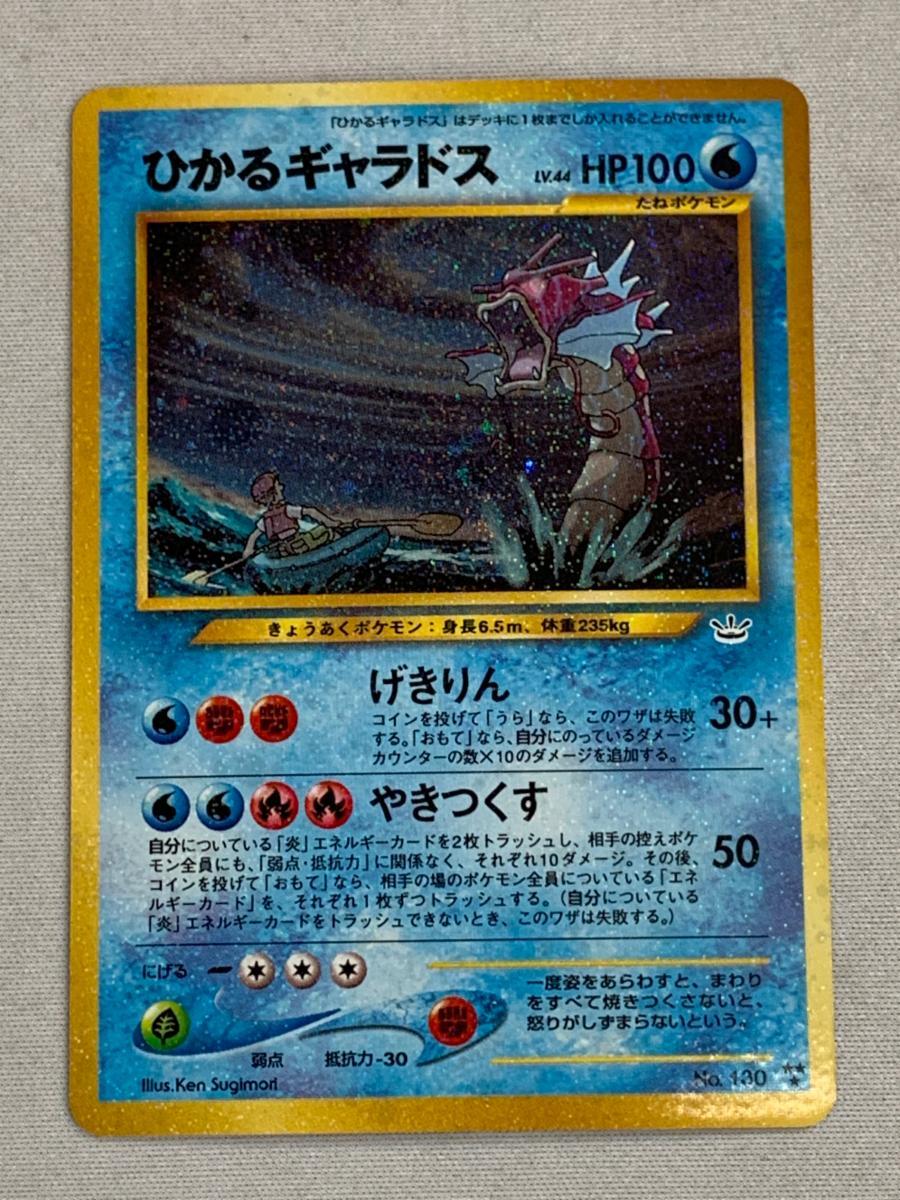 「ひかるギャラドス」はデッキに1枚までしか入れることができません。
ひかるギャラドス LV.44 HP100
たねポケモン
きょうあくポケモン：身長6.5m、体重235kg
げきりん
コインを投げて「うら」なら、このワザは失敗
する。「おもて」なら、自分にのっているダメージ
カウンターの数×10のダメージを追加する。
30+
やきつくす
自分についている「炎」エネルギーカードを2枚トラッシュし、相手の控えポケ
モン全員にも、「弱点・抵抗力」に関係なく、それぞれ10ダメージ。その後、
コインを投げて「おもて」なら、相手の場のポケモン全員についている「エネ
ルギーカード」を、それぞれ1枚ずつトラッシュする。（自分についている
「炎」エネルギーカードをトラッシュできないとき、このワザは失敗する。）
50
にげる
弱点 抵抗力-30
一度姿をあらわすと、まわり
をすべて焼きつくさないと、
怒りがしずまらないという。
Illus.Ken Sugimori
No. 130